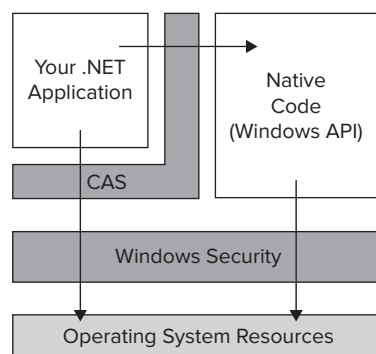 Your .NET
Application
Native
Code
(Windows API)
CAS
Windows Security
Operating System Resources